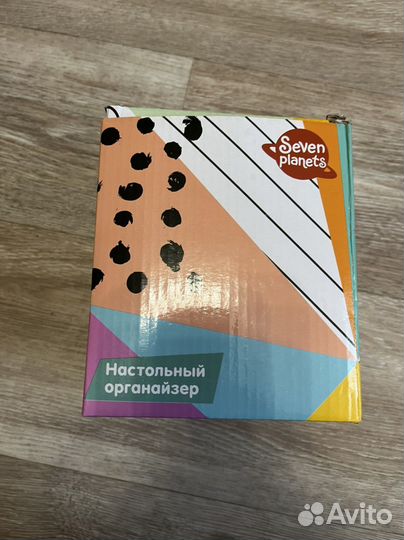 Seven
planets
Настольный
органайзер
Avito